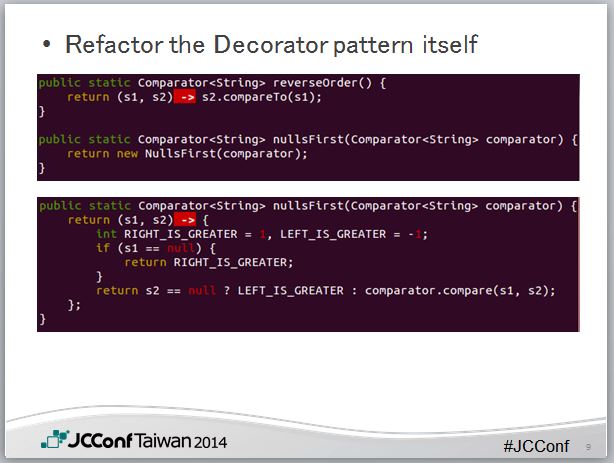 • Refactor the Decorator pattern itself
public static Comparator<String> reverseOrder() {
    return (s1, s2) -> s2.compareTo(s1);
}
public static Comparator<String> nullsFirst(Comparator<String> comparator) {
    return new NullsFirst(comparator);
}
public static Comparator<String> nullsFirst(Comparator<String> comparator) {
    return (s1, s2) -> {
        int RIGHT_IS_GREATER = 1, LEFT_IS_GREATER = -1;
        if (s1 == null) {
            return RIGHT_IS_GREATER;
        }
        return s2 == null ? LEFT_IS_GREATER : comparator.compare(s1, s2);
    };
}
JCConf Taiwan 2014
#JCConf 9